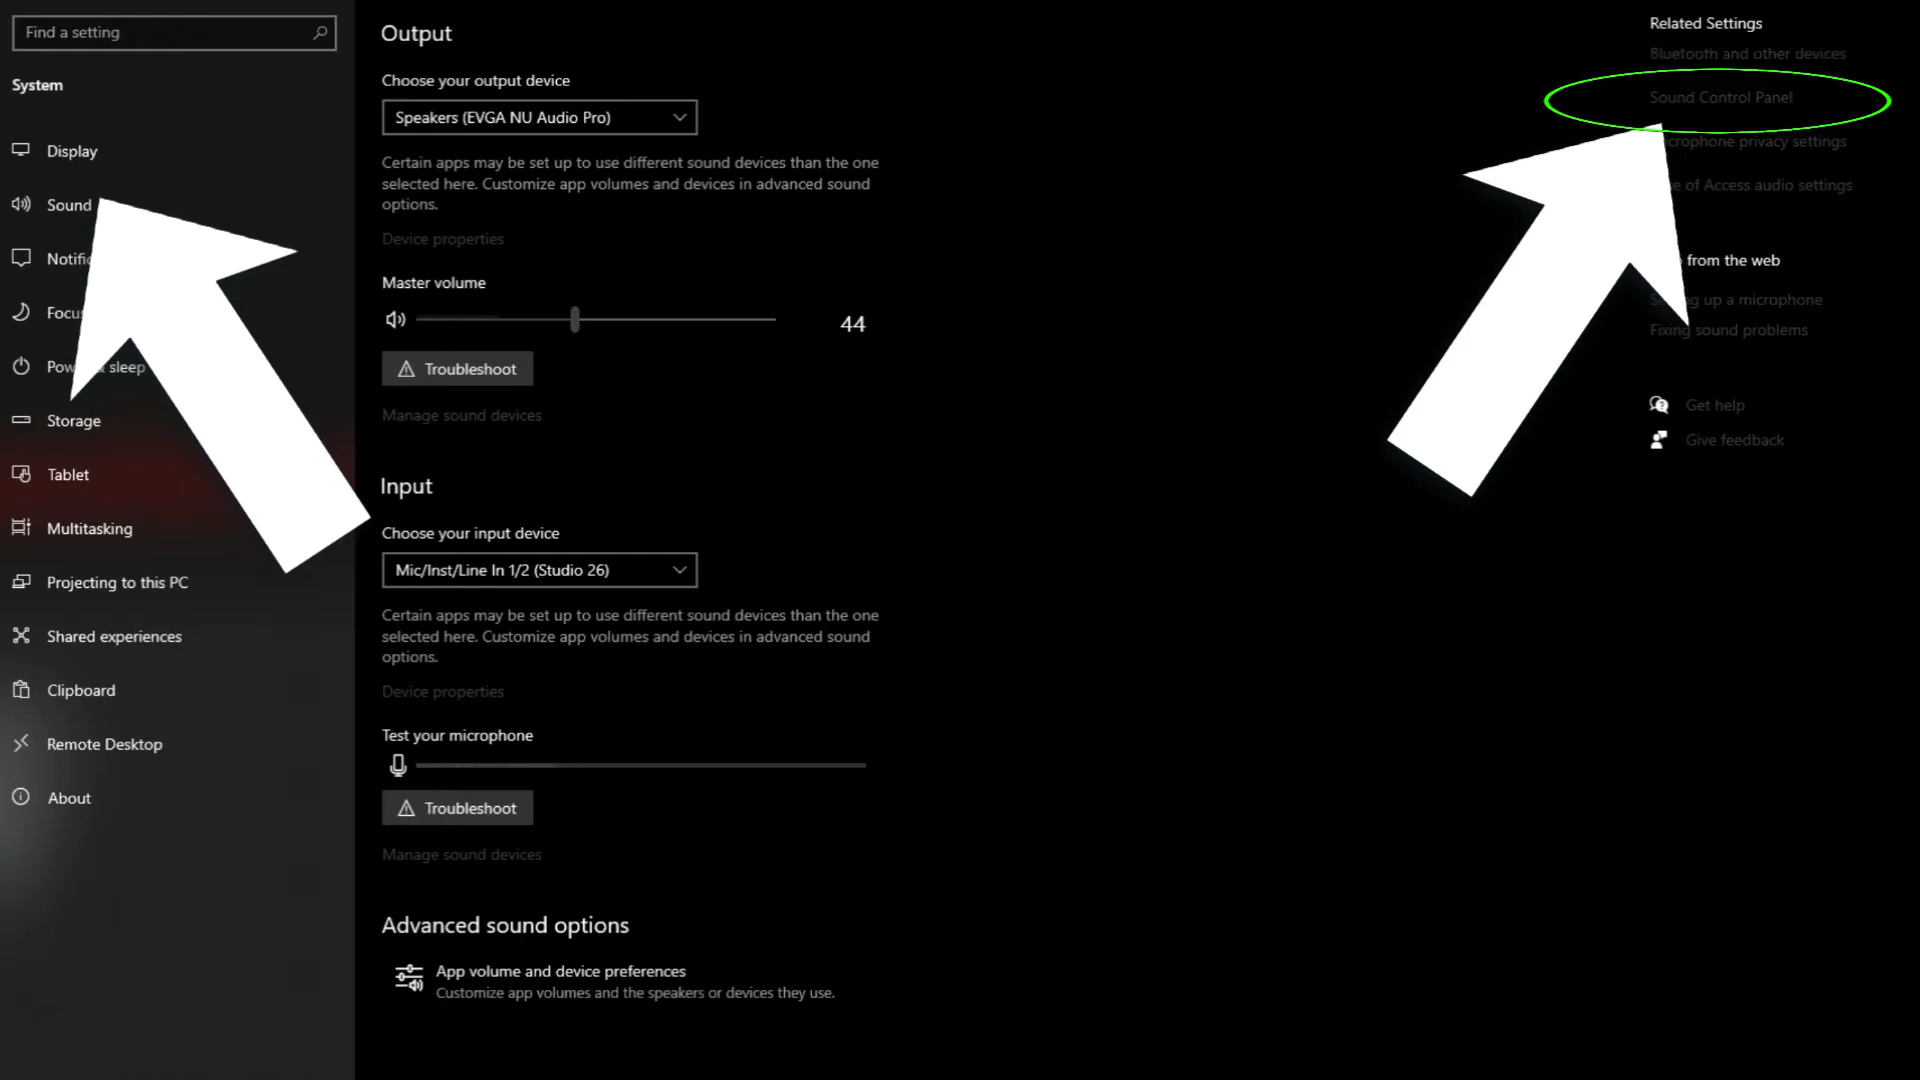 Find a setting
System
Display
Sound
Notific
Focus
Pow sleep
Storage
Tablet
Multitasking
Projecting to this PC
Shared experiences
Clipboard
Remote Desktop
About
Output
Choose your output device
Speakers (EVGA NU Audio Pro)
Certain apps may be set up to use different sound devices than the one
selected here. Customize app volumes and devices in advanced sound
options.
Device properties
Master volume
44
Troubleshoot
Manage sound devices
Input
Choose your input device
Mic/Inst/Line In 1/2 (Studio 26)
Certain apps may be set up to use different sound devices than the one
selected here. Customize app volumes and devices in advanced sound
options.
Device properties
Test your microphone
Troubleshoot
Manage sound devices
Advanced sound options
App volume and device preferences
Customize app volumes and the speakers or devices they use.
Related Settings
Bluetooth and other devices
Sound Control Panel
icrophone privacy settings
of Access audio settings
from the web
up a microphone
Fixing sound problems
Get help
Give feedback